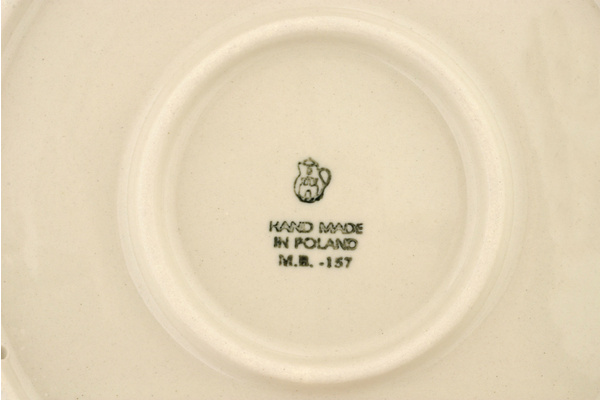 HAND MADE
IN POLAND
M.B. -157